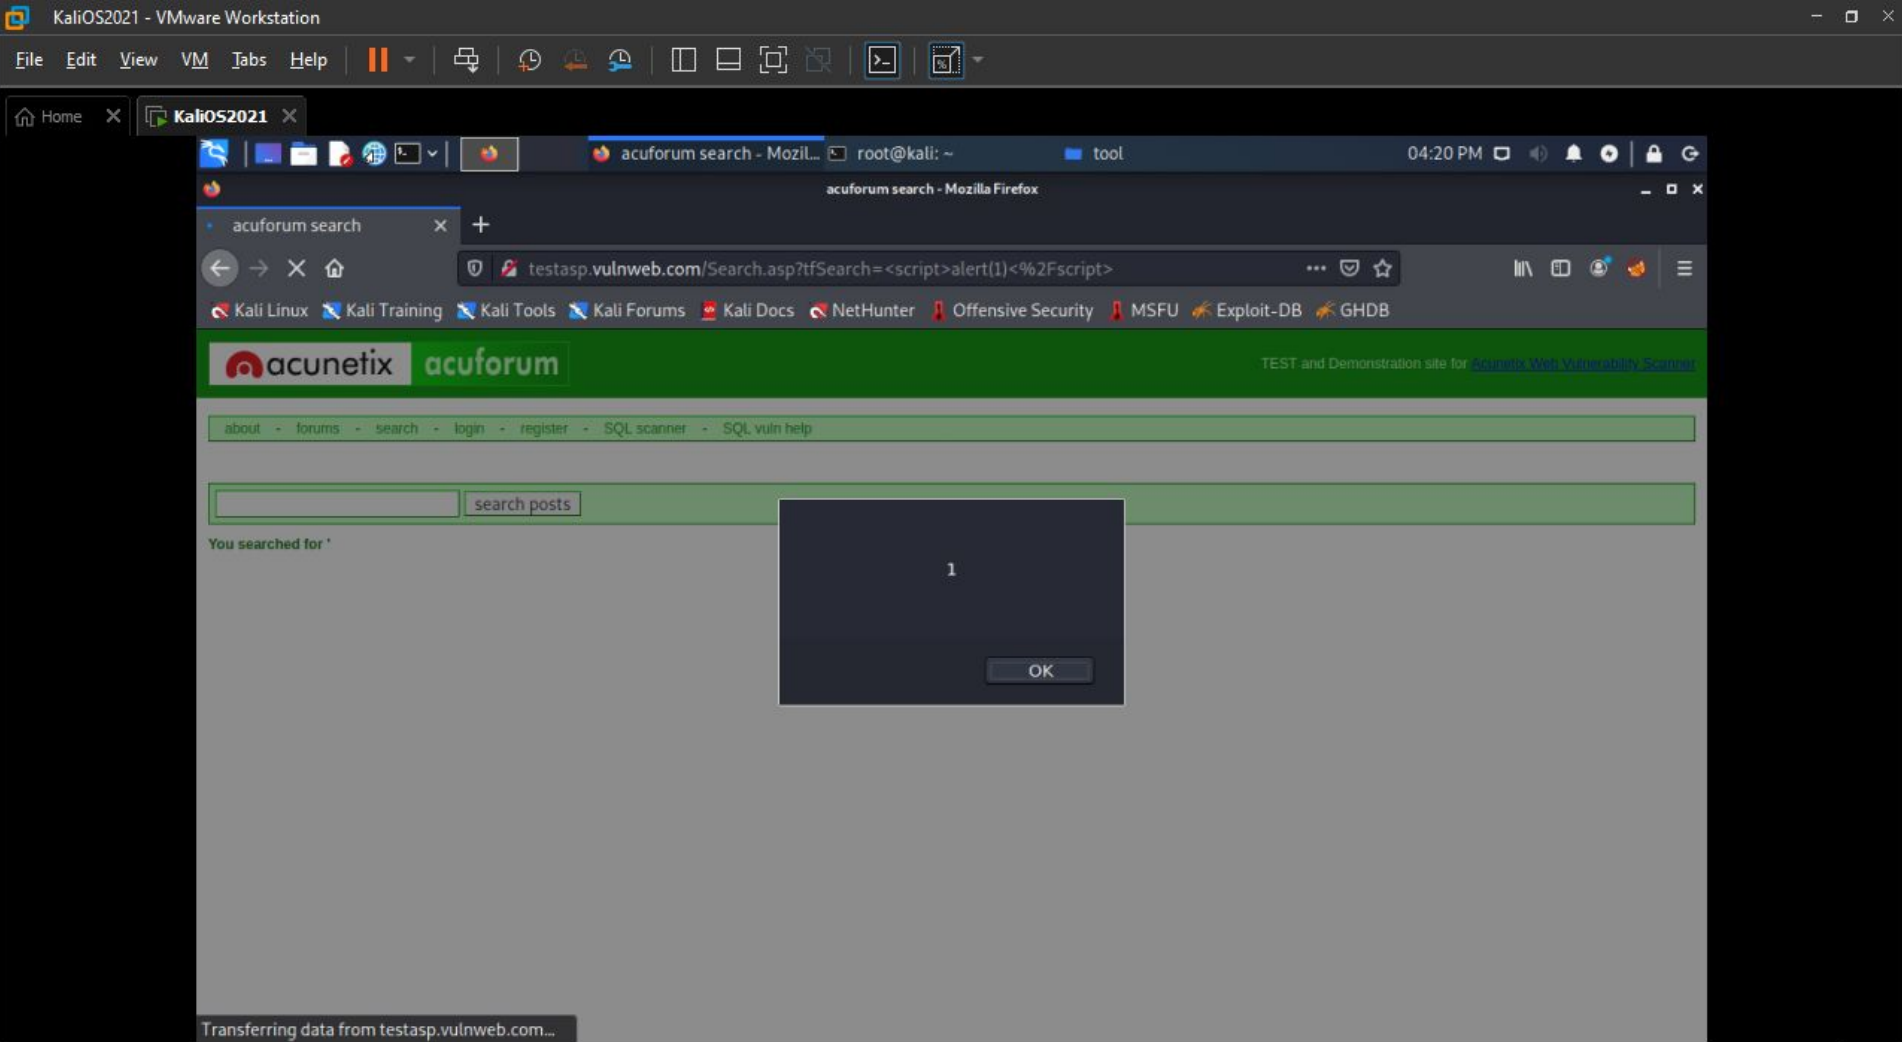 KaliOS2021 - VMware Workstation
File Edit View VM Tabs Help
Home KaliOS2021
acuforum search - Mozil... root@kali: ~ tool 04:20 PM
acuforum search - Mozilla Firefox
acuforum search
testasp.vulnweb.com/Search.asp?tfSearch=<script>alert(1)<%2Fscript>
Kali Linux Kali Training Kali Tools Kali Forums Kali Docs NetHunter Offensive Security MSFU Exploit-DB GHDB
acunetix acuforum TEST and Demonstration site for Acunetix Web Vulnerability Scanner
about - forums - search - login - register - SQL scanner - SQL vuln help
search posts
You searched for '
1
OK
Transferring data from testasp.vulnweb.com...